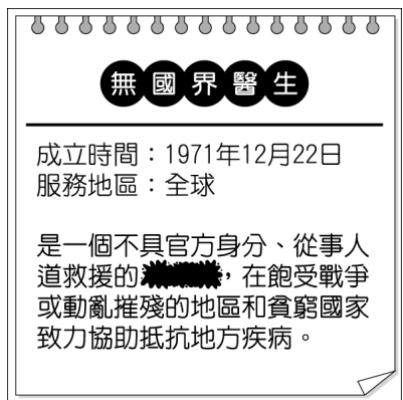 無國界醫生
成立時間：1971年12月22日
服務地區：全球
是一個不具官方身分、從事人
道救援的，在飽受戰爭
或動亂摧殘的地區和貧窮國家
致力協助抵抗地方疾病。